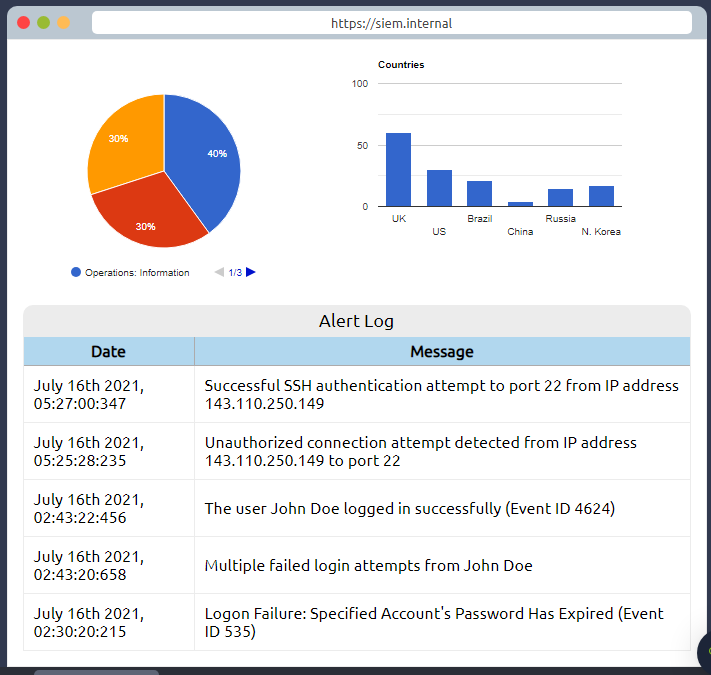 https://siem.internal
30%
40%
30%
Operations: Information
1/3
Countries
100
50
0
UK
US
Brazil
China
Russia
N. Korea
Alert Log
Date
Message
July 16th 2021,
05:27:00:347
Successful SSH authentication attempt to port 22 from IP address
143.110.250.149
July 16th 2021,
05:25:28:235
Unauthorized connection attempt detected from IP address
143.110.250.149 to port 22
July 16th 2021,
02:43:22:456
The user John Doe logged in successfully (Event ID 4624)
July 16th 2021,
02:43:20:658
Multiple failed login attempts from John Doe
July 16th 2021,
02:30:20:215
Logon Failure: Specified Account's Password Has Expired (Event
ID 535)